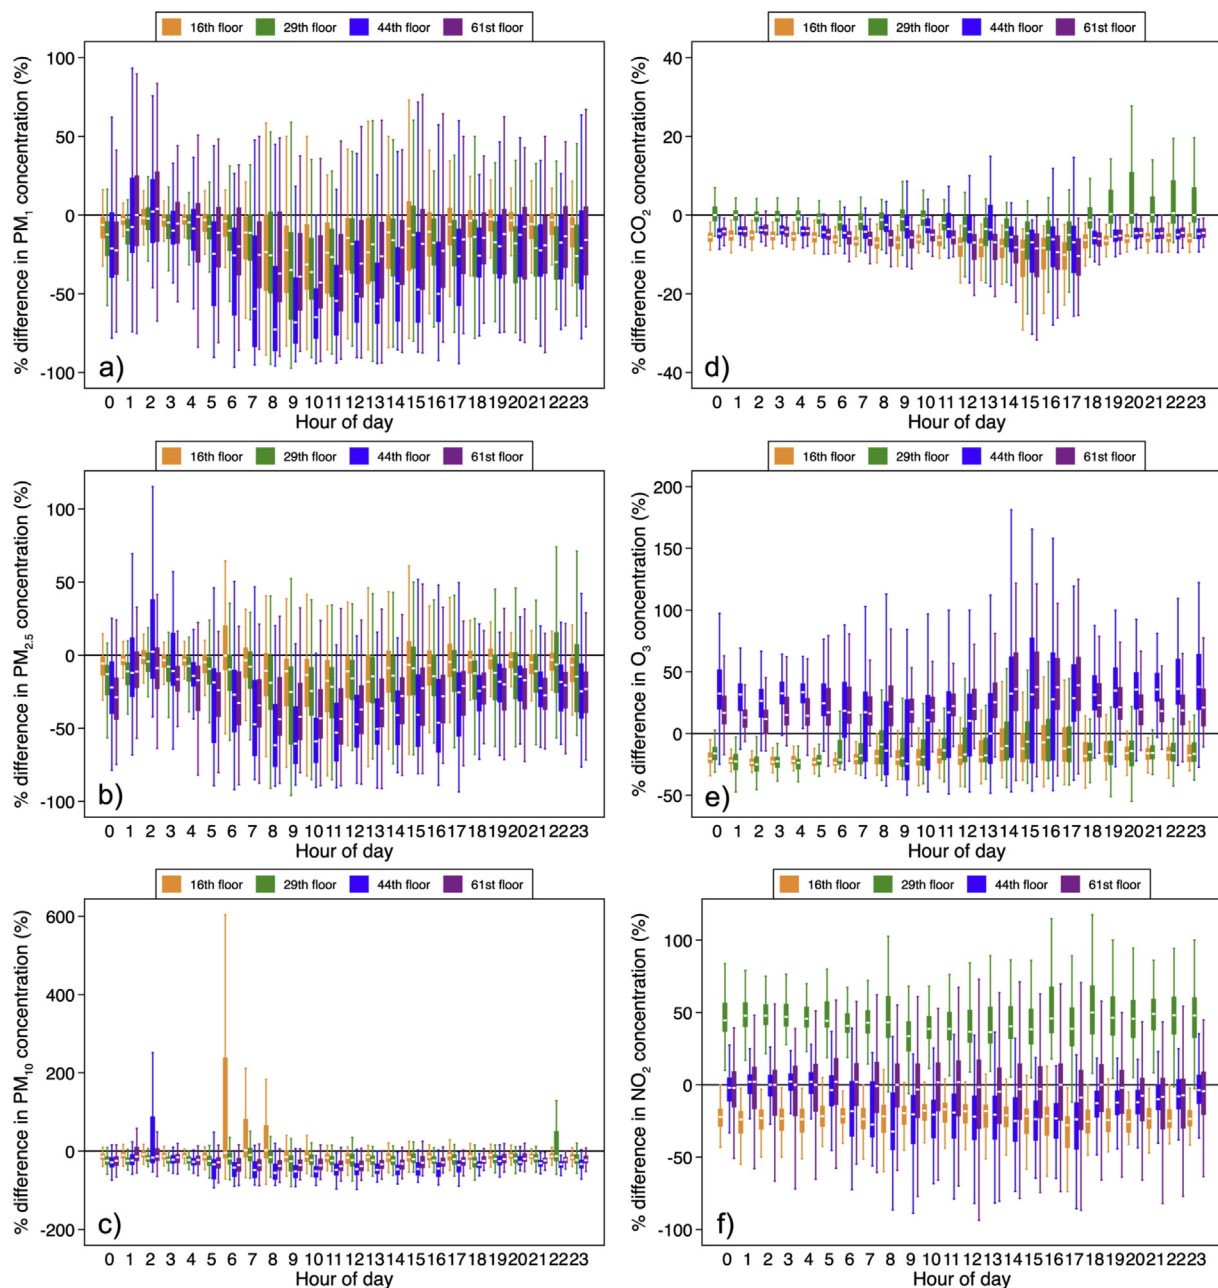 16th floor 29th floor 44th floor 61st floor
% difference in PM₁ concentration (%)
100
50
0
-50
-100
a)
0 1 2 3 4 5 6 7 8 9 10 11 12 13 14 15 16 17 18 19 20 21 22 23
Hour of day
16th floor 29th floor 44th floor 61st floor
% difference in CO₂ concentration (%)
40
20
0
-20
-40
d)
0 1 2 3 4 5 6 7 8 9 10 11 12 13 14 15 16 17 18 19 20 21 22 23
Hour of day
16th floor 29th floor 44th floor 61st floor
% difference in PM₂.₅ concentration (%)
100
50
0
-50
-100
b)
0 1 2 3 4 5 6 7 8 9 10 11 12 13 14 15 16 17 18 19 20 21 22 23
Hour of day
16th floor 29th floor 44th floor 61st floor
% difference in O₃ concentration (%)
200
150
100
50
0
-50
e)
0 1 2 3 4 5 6 7 8 9 10 11 12 13 14 15 16 17 18 19 20 21 22 23
Hour of day
16th floor 29th floor 44th floor 61st floor
% difference in PM₁₀ concentration (%)
600
400
200
0
-200
c)
0 1 2 3 4 5 6 7 8 9 10 11 12 13 14 15 16 17 18 19 20 21 22 23
Hour of day
16th floor 29th floor 44th floor 61st floor
% difference in NO₂ concentration (%)
100
50
0
-50
-100
f)
0 1 2 3 4 5 6 7 8 9 10 11 12 13 14 15 16 17 18 19 20 21 22 23
Hour of day